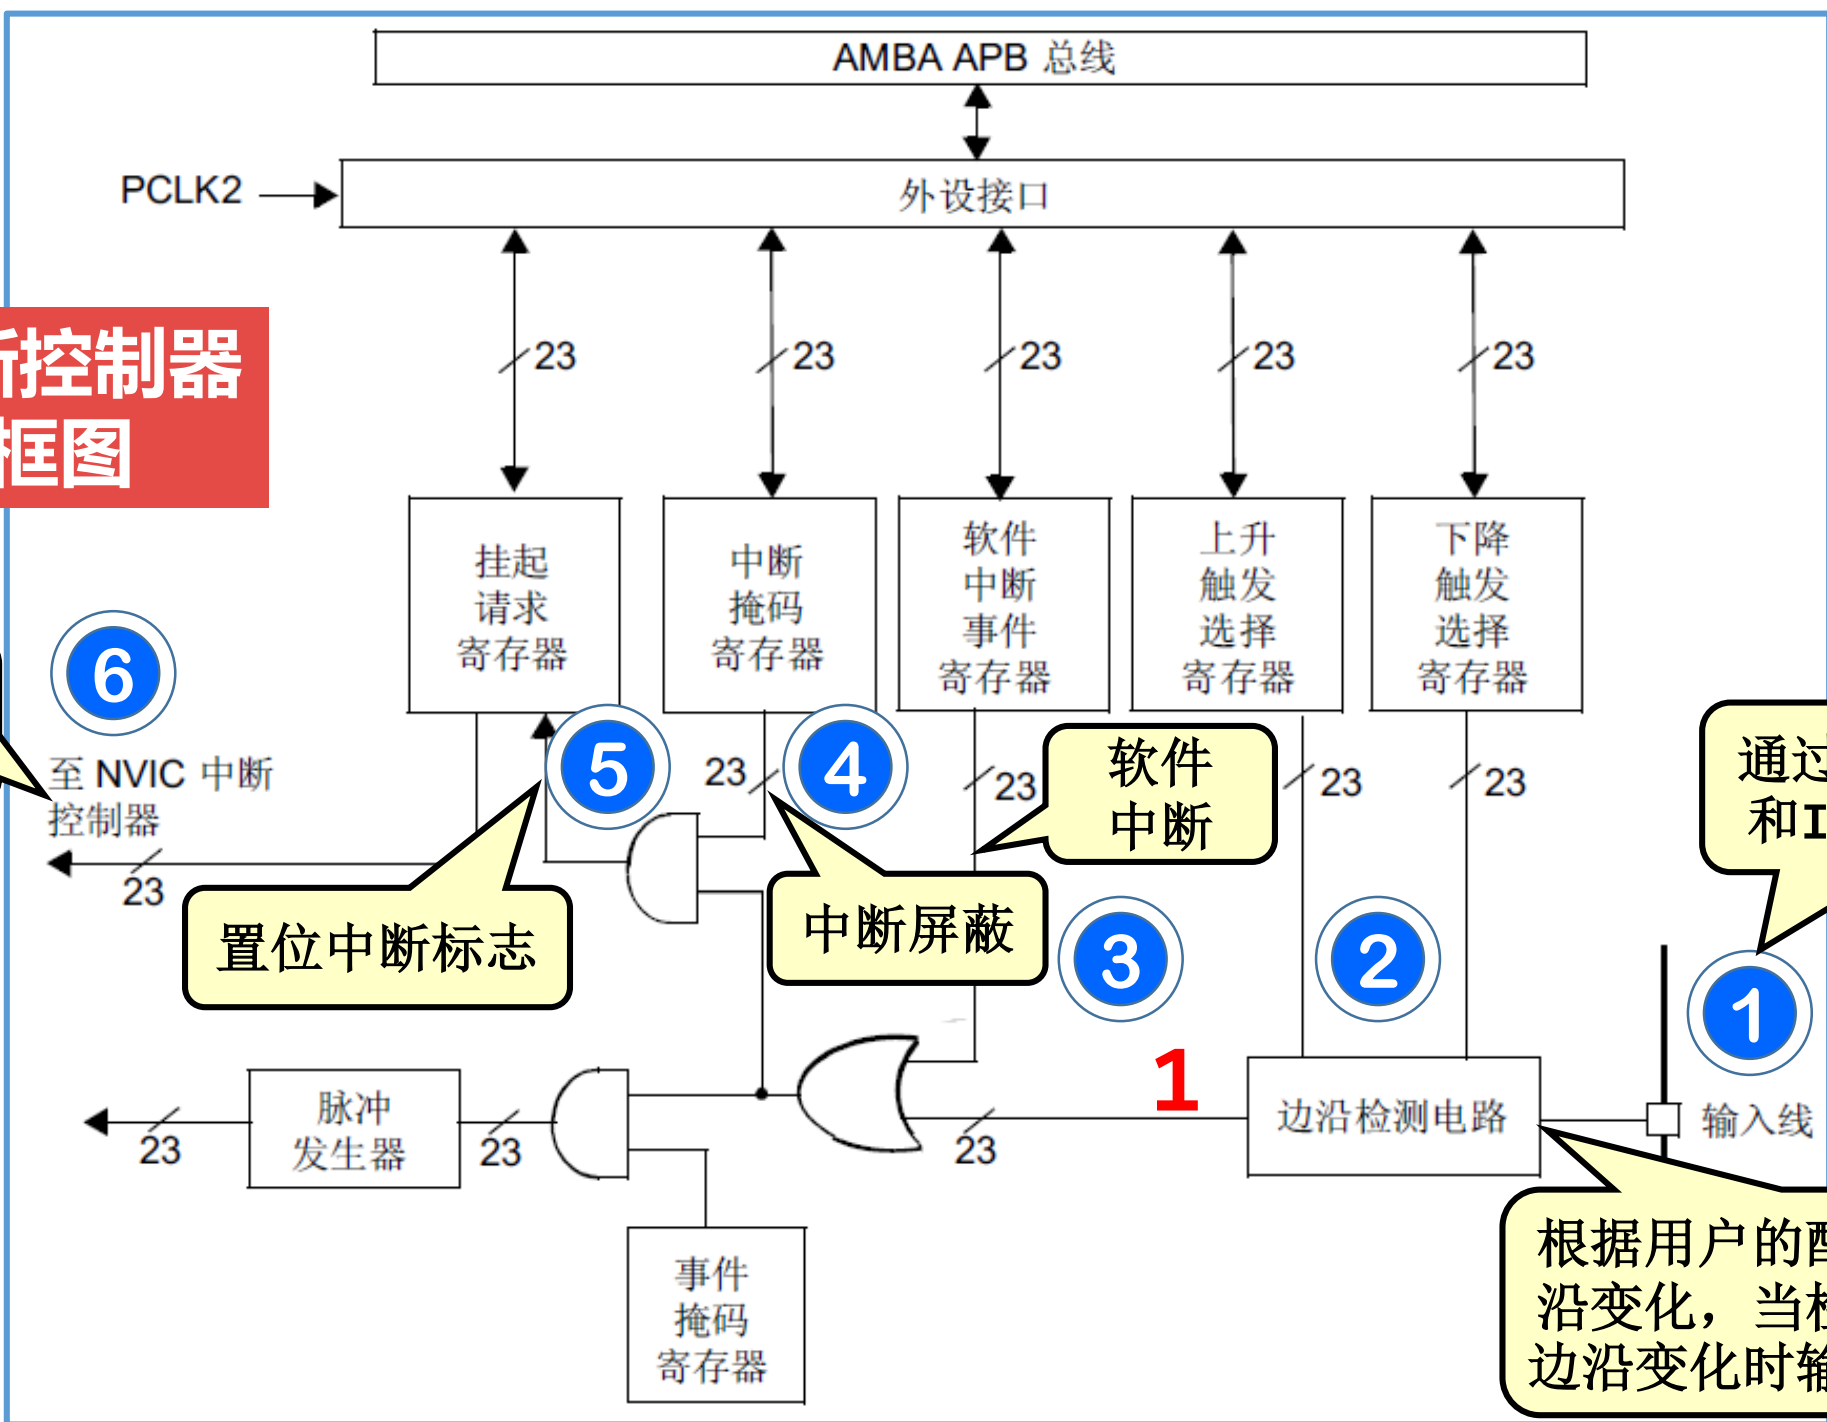 AMBA APB 总线
PCLK2
外设接口
23
23
23
23
23
断控制器
框图
挂起
请求
寄存器
中断
掩码
寄存器
软件
中断
事件
寄存器
上升
触发
选择
寄存器
下降
触发
选择
寄存器
6
5
4
至 NVIC 中断
控制器
23
23
23
23
23
软件
中断
通过
和I
置位中断标志
中断屏蔽
3
2
1
1
脉冲
发生器
23
23
23
边沿检测电路
输入线
事件
掩码
寄存器
根据用户的配
沿变化，当检
边沿变化时输